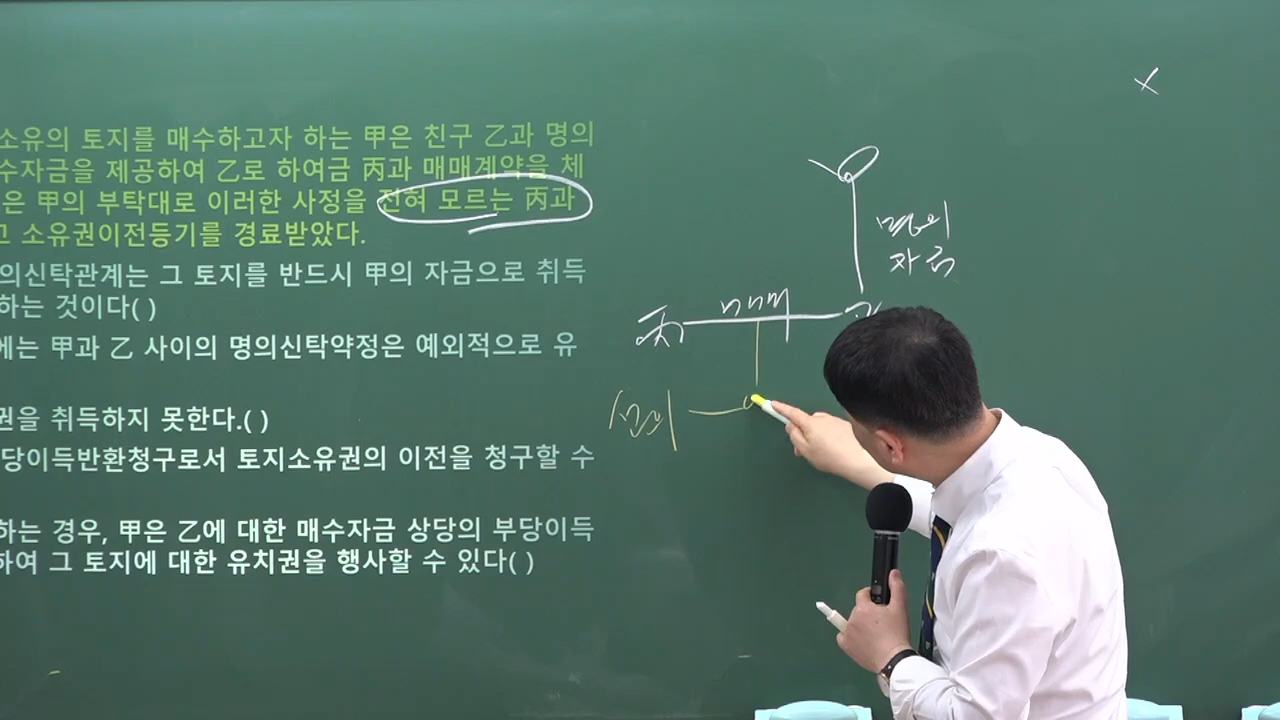 소유의 토지를 매수하고자 하는 甲은 친구 乙과 명의
수자금을 제공하여 乙로 하여금 丙과 매매계약을 체
은 甲의 부탁대로 이러한 사정을 전혀 모르는 丙과
고 소유권이전등기를 경료받았다.
의신탁관계는 그 토지를 반드시 甲의 자금으로 취득
하는 것이다( )
에는 甲과 乙 사이의 명의신탁약정은 예외적으로 유
권을 취득하지 못한다.( )
당이득반환청구로서 토지소유권의 이전을 청구할 수
하는 경우, 甲은 乙에 대한 매수자금 상당의 부당이득
하여 그 토지에 대한 유치권을 행사할 수 있다( )
X
명의
자금
매매
丙
선의